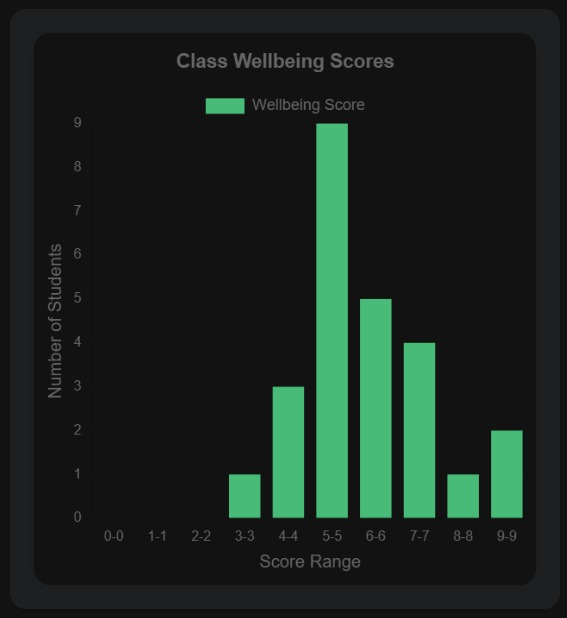 Class Wellbeing Scores
Wellbeing Score
9
8
7
6
5
4
3
2
1
0
Number of Students
0-0 1-1 2-2 3-3 4-4 5-5 6-6 7-7 8-8 9-9
Score Range